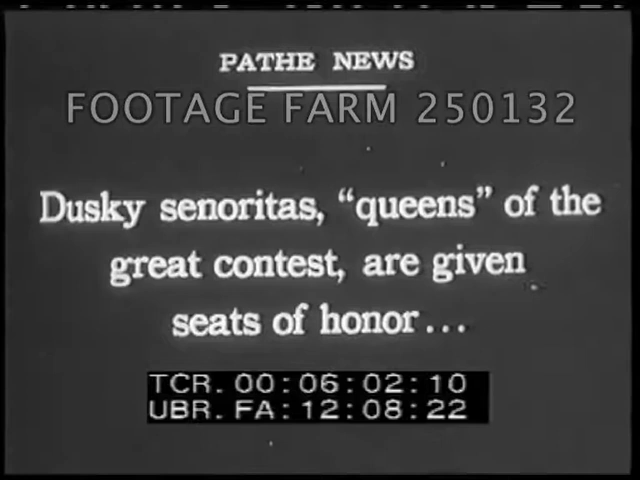 PATHE NEWS
FOOTAGE FARM 250132
Dusky senoritas, “queens” of the
great contest, are given
seats of honor...
TCR. 00:06:02:10
UBR. FA:12:08:22